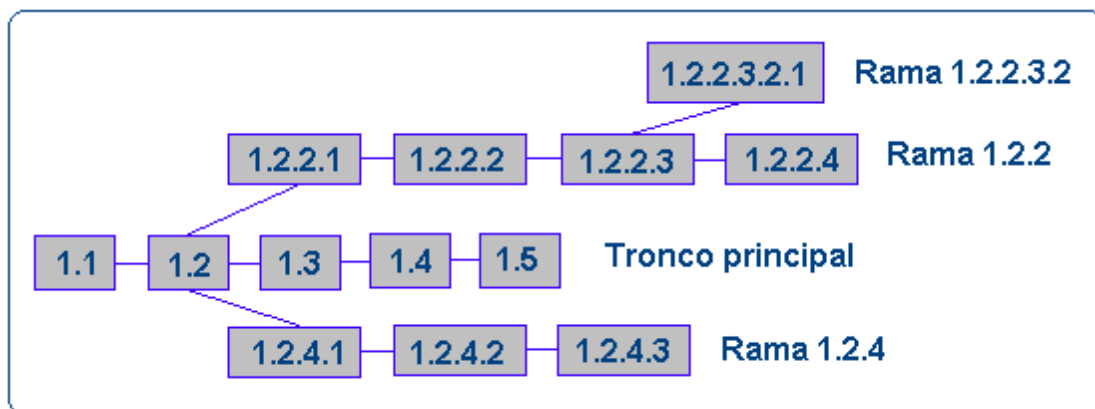 1.2.2.3.2.1 Rama 1.2.2.3.2
1.2.2.1 1.2.2.2 1.2.2.3 1.2.2.4 Rama 1.2.2
1.1 1.2 1.3 1.4 1.5 Tronco principal
1.2.4.1 1.2.4.2 1.2.4.3 Rama 1.2.4